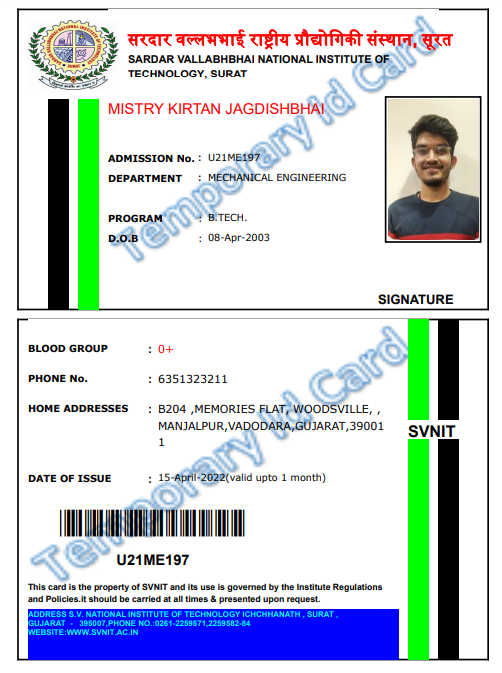 सरदार वल्लभभाई राष्ट्रीय प्रौद्योगिकी संस्थान, सूरत
SARDAR VALLABHBHAI NATIONAL INSTITUTE OF
TECHNOLOGY, SURAT
MISTRY KIRTAN JAGDISHBHAI
ADMISSION No. : U21ME197
DEPARTMENT : MECHANICAL ENGINEERING
PROGRAM : B.TECH.
D.O.B : 08-Apr-2003
Temporary Id Card
SIGNATURE
BLOOD GROUP : O+
PHONE No. : 6351323211
HOME ADDRESSES : B204 ,MEMORIES FLAT, WOODSVILLE, ,
MANJALPUR,VADODARA,GUJARAT,39001
1
SVNIT
DATE OF ISSUE : 15-April-2022(valid upto 1 month)
Temporary Id Card
U21ME197
This card is the property of SVNIT and its use is governed by the Institute Regulations
and Policies.it should be carried at all times & presented upon request.
ADDRESS S.V. NATIONAL INSTITUTE OF TECHNOLOGY ICHCHHANATH , SURAT ,
GUJARAT - 395007,PHONE NO.:0261-2259571,2259582-84
WEBSITE:WWW.SVNIT.AC.IN